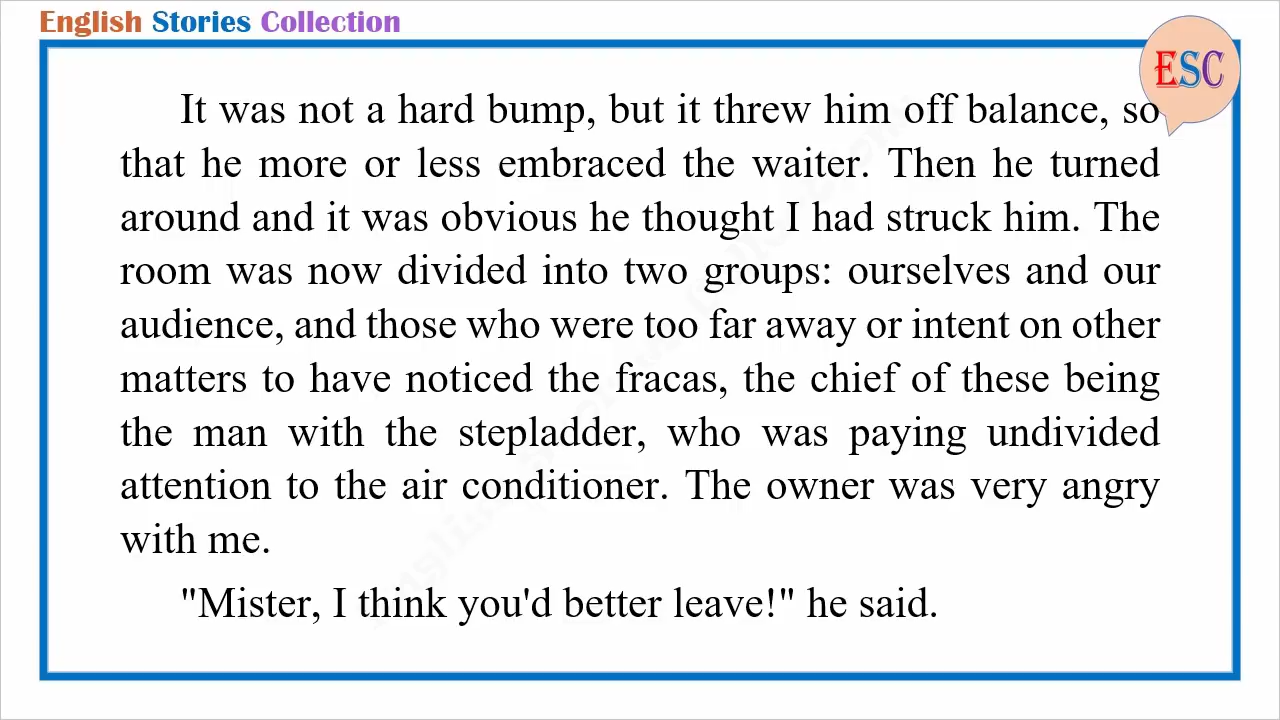 English Stories Collection
ESC
It was not a hard bump, but it threw him off balance, so
that he more or less embraced the waiter. Then he turned
around and it was obvious he thought I had struck him. The
room was now divided into two groups: ourselves and our
audience, and those who were too far away or intent on other
matters to have noticed the fracas, the chief of these being
the man with the stepladder, who was paying undivided
attention to the air conditioner. The owner was very angry
with me.
"Mister, I think you'd better leave!" he said.